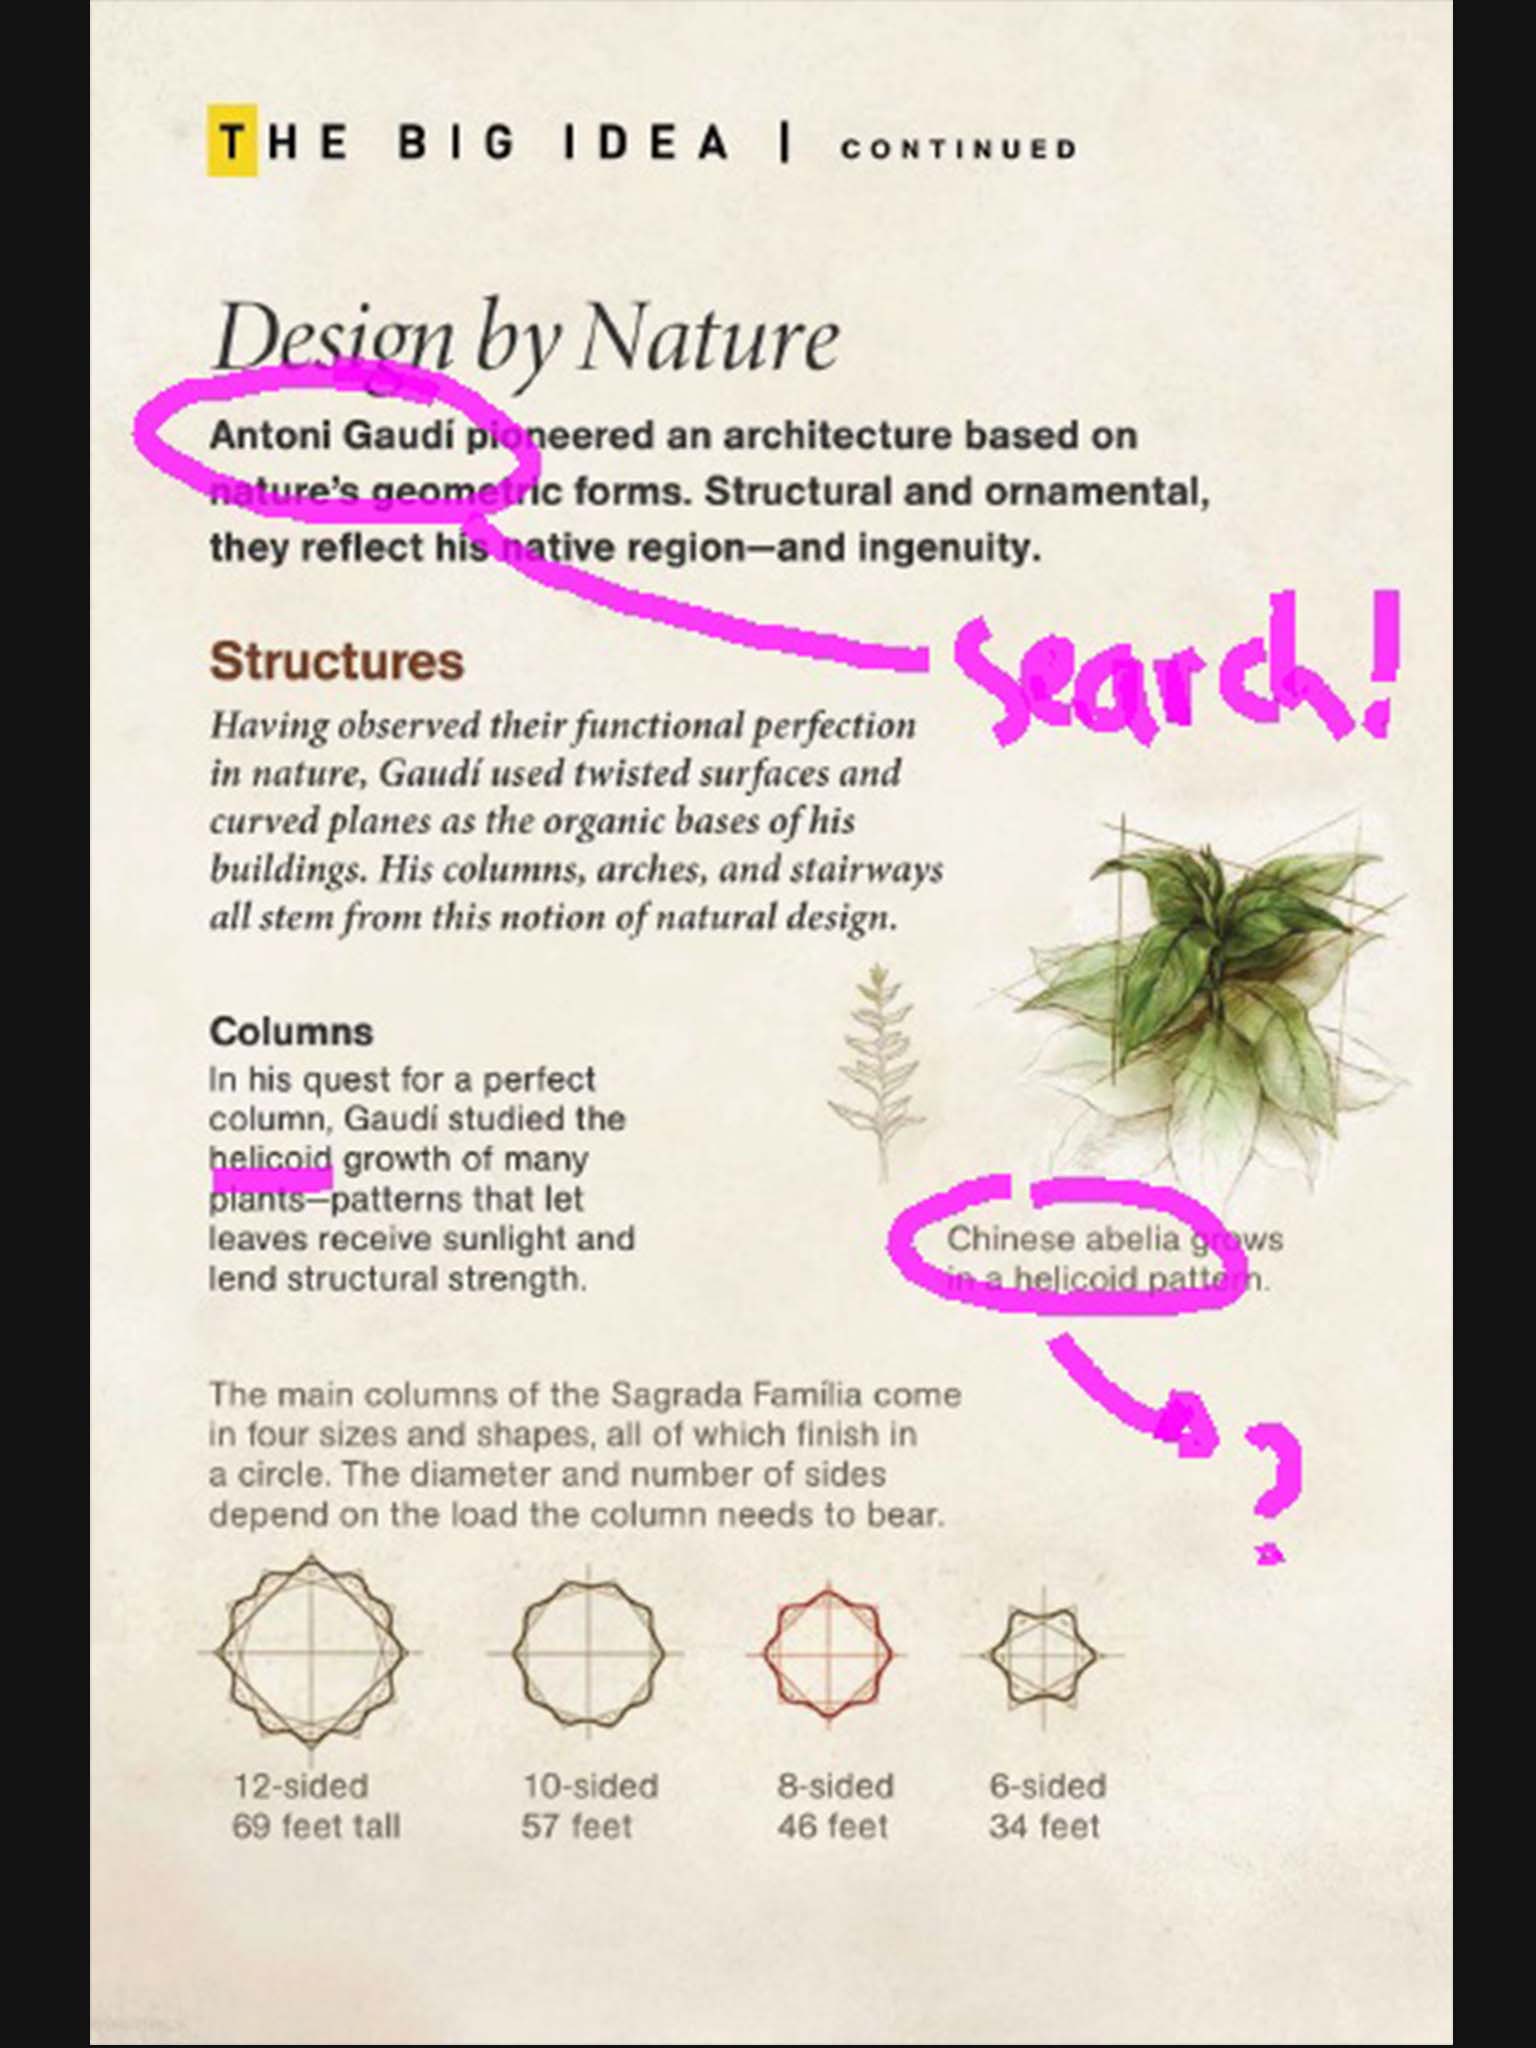 THE BIG IDEA | CONTINUED
Design by Nature
Antoni Gaudí pioneered an architecture based on
nature's geometric forms. Structural and ornamental,
they reflect his native region—and ingenuity.
search!
Structures
Having observed their functional perfection
in nature, Gaudí used twisted surfaces and
curved planes as the organic bases of his
buildings. His columns, arches, and stairways
all stem from this notion of natural design.
Columns
In his quest for a perfect
column, Gaudí studied the
helicoid growth of many
plants—patterns that let
leaves receive sunlight and
lend structural strength.
Chinese abelia grows
in a helicoid pattern.
?
The main columns of the Sagrada Família come
in four sizes and shapes, all of which finish in
a circle. The diameter and number of sides
depend on the load the column needs to bear.
12-sided
69 feet tall
10-sided
57 feet
8-sided
46 feet
6-sided
34 feet